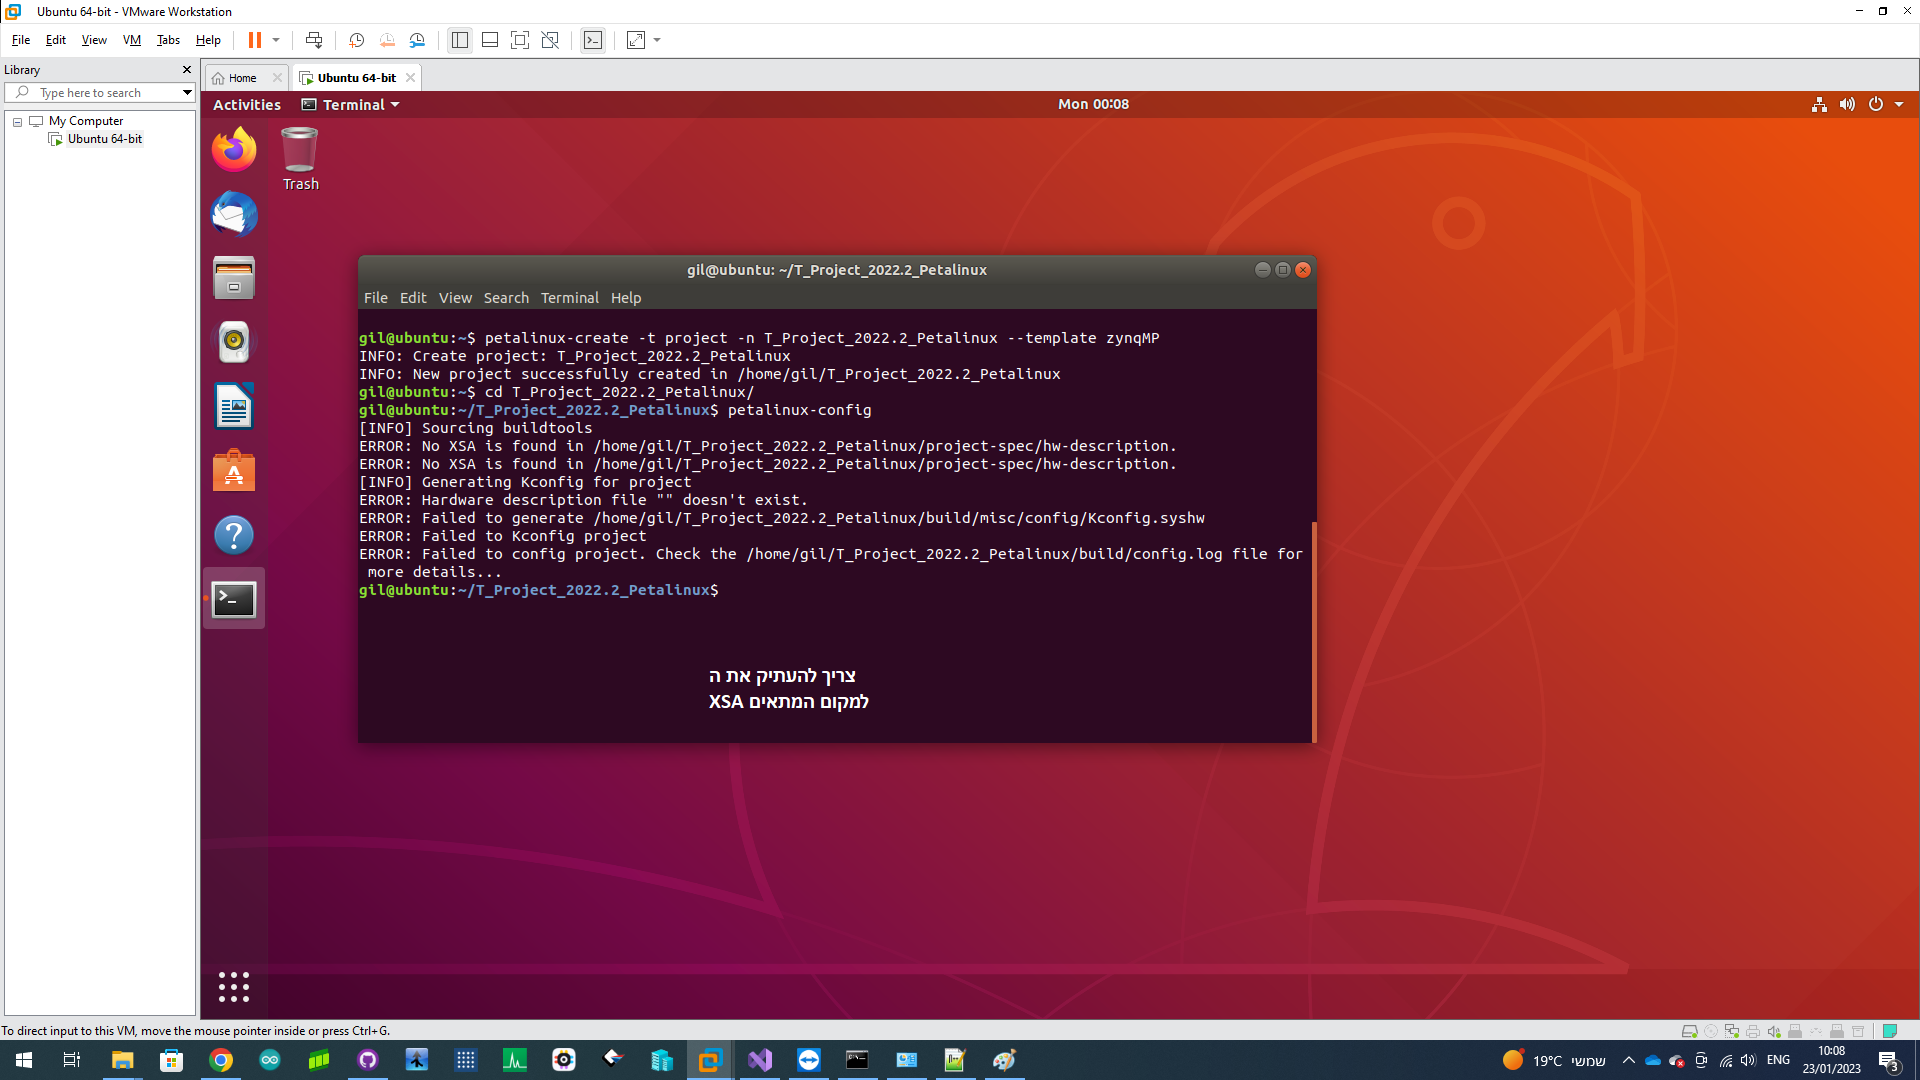 Ubuntu 64-bit - VMware Workstation
File Edit View VM Tabs Help
Library
Type here to search
My Computer
Ubuntu 64-bit
Home
Ubuntu 64-bit
Activities
Terminal
Mon 00:08
Trash
gil@ubuntu: ~/T_Project_2022.2_Petalinux
File Edit View Search Terminal Help
gil@ubuntu:~$ petalinux-create -t project -n T_Project_2022.2_Petalinux --template zynqMP
INFO: Create project: T_Project_2022.2_Petalinux
INFO: New project successfully created in /home/gil/T_Project_2022.2_Petalinux
gil@ubuntu:~$ cd T_Project_2022.2_Petalinux/
gil@ubuntu:~/T_Project_2022.2_Petalinux$ petalinux-config
[INFO] Sourcing buildtools
ERROR: No XSA is found in /home/gil/T_Project_2022.2_Petalinux/project-spec/hw-description.
ERROR: No XSA is found in /home/gil/T_Project_2022.2_Petalinux/project-spec/hw-description.
[INFO] Generating Kconfig for project
ERROR: Hardware description file "" doesn't exist.
ERROR: Failed to generate /home/gil/T_Project_2022.2_Petalinux/build/misc/config/Kconfig.syshw
ERROR: Failed to Kconfig project
ERROR: Failed to config project. Check the /home/gil/T_Project_2022.2_Petalinux/build/config.log file for
more details...
gil@ubuntu:~/T_Project_2022.2_Petalinux$
צריך להעתיק את ה
XSA למקום המתאים
To direct input to this VM, move the mouse pointer inside or press Ctrl+G.
19°C שמשי
ENG
10:08
23/01/2023
3